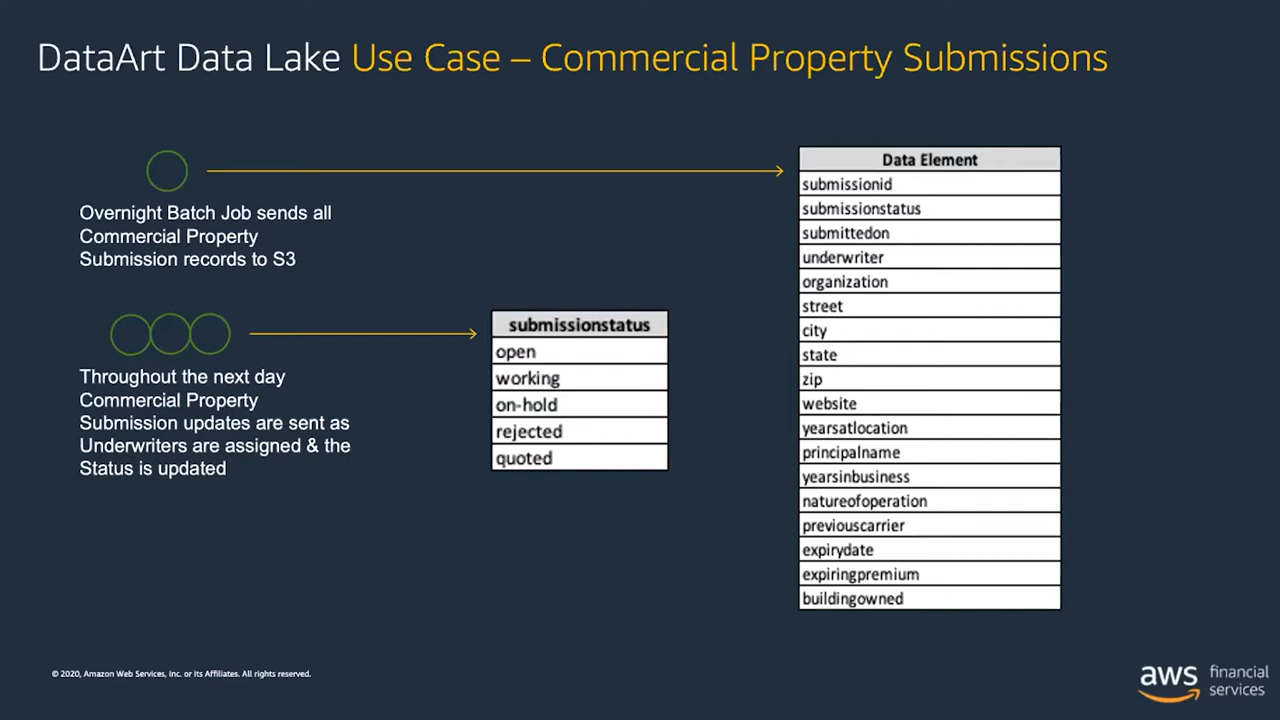 DataArt Data Lake Use Case – Commercial Property Submissions
Overnight Batch Job sends all
Commercial Property
Submission records to S3
Throughout the next day
Commercial Property
Submission updates are sent as
Underwriters are assigned & the
Status is updated
submissionstatus
open
working
on-hold
rejected
quoted
Data Element
submissionid
submissionstatus
submittedon
underwriter
organization
street
city
state
zip
website
yearsatlocation
principalname
yearsinbusiness
natureofoperation
previouscarrier
expirydate
expiringpremium
buildingowned
© 2020, Amazon Web Services, Inc. or its Affiliates. All rights reserved.
aws financial
services